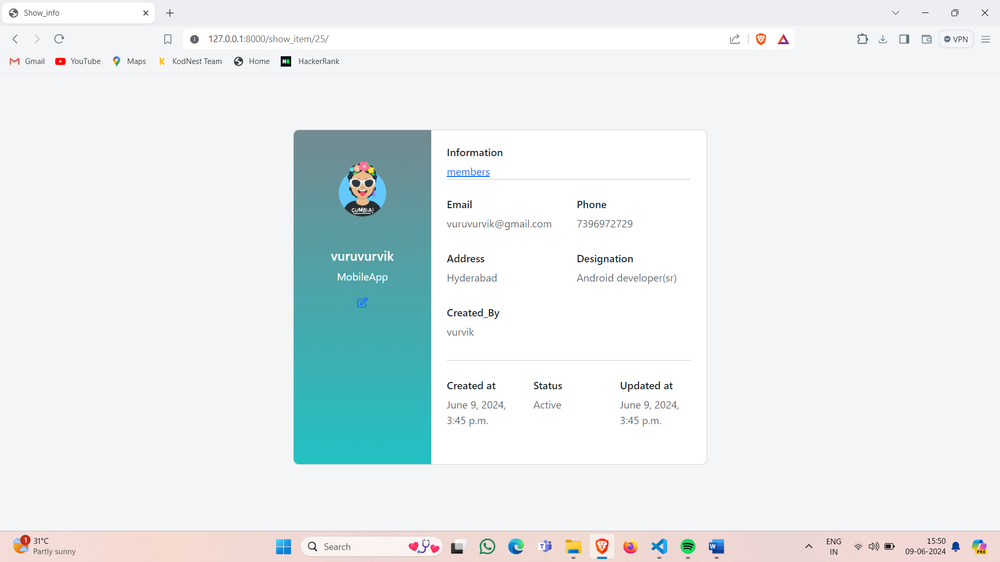 Show_info
127.0.0.1:8000/show_item/25/
VPN
Gmail
YouTube
Maps
KodNest Team
Home
HackerRank
CUMBIA!
vuruvurvik
MobileApp
Information
members
Email
Phone
vuruvurvik@gmail.com
7396972729
Address
Designation
Hyderabad
Android developer(sr)
Created_By
vurvik
Created at
Status
Updated at
June 9, 2024,
3:45 p.m.
Active
June 9, 2024,
3:45 p.m.
1
31°C
Partly sunny
Search
ENG
IN
15:50
09-06-2024
PRE